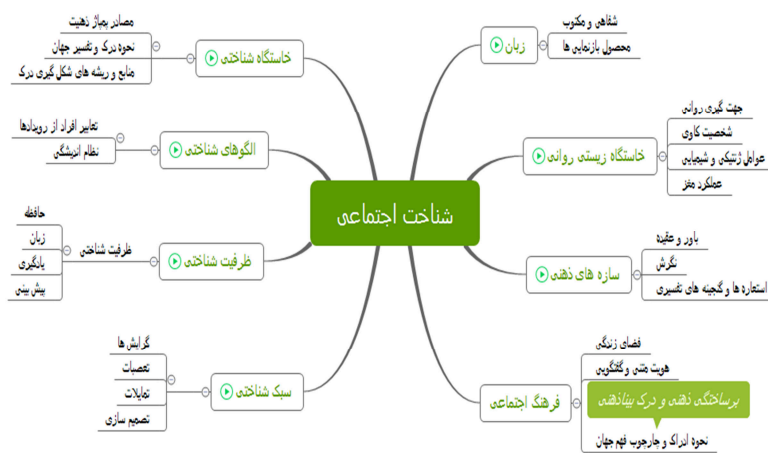 شناخت اجتماعی
زبان
شفاهی و مکتوب
محصول بازنمایی ها
خاستگاه زیستی روانی
جهت گیری روانی
شخصیت کاوی
عوامل ژنتیکی و شیمیایی
عملکرد مغز
سازه های ذهنی
باور و عقیده
نگرش
استعاره ها و گنجینه های تفسیری
فرهنگ اجتماعی
فضای زندگی
هویت متنی و گفتگویی
برساختگی ذهنی و درک بیناذهنی
نحوه ادراک و چارچوب فهم جهان
خاستگاه شناختی
مصادر پمپاژ ذهنیت
نحوه درک و تفسیر جهان
منابع و ریشه های شکل گیری درک
الگوهای شناختی
تعابیر افراد از رویدادها
نظام اندیشگی
ظرفیت شناختی
ظرفیت شناختی
حافظه
زبان
یادگیری
پیش بینی
سبک شناختی
گرایش ها
تعصبات
تمایلات
تصمیم سازی